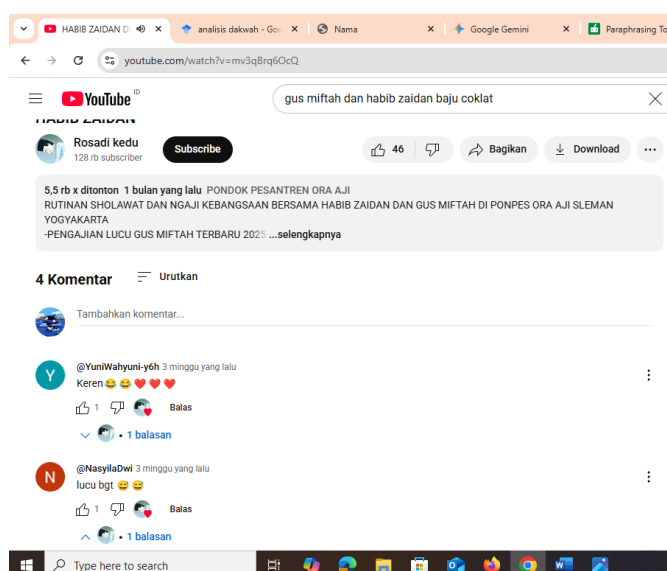 HABIB ZAIDAN D
analisis dakwah - Goo
Nama
Google Gemini
Paraphrasing To
youtube.com/watch?v=mv3qBrq6OcQ
YouTube ID
gus miftah dan habib zaidan baju coklat
HABIB ZAIDAN
Rosadi kedu
128 rb subscriber
Subscribe
46
Bagikan
Download
5,5 rb x ditonton 1 bulan yang lalu PONDOK PESANTREN ORA AJI
RUTINAN SHOLAWAT DAN NGAJI KEBANGSAAN BERSAMA HABIB ZAIDAN DAN GUS MIFTAH DI PONPES ORA AJI SLEMAN
YOGYAKARTA
-PENGAJIAN LUCU GUS MIFTAH TERBARU 2025 ...selengkapnya
4 Komentar
Urutkan
Tambahkan komentar...
Y
@YuniWahyuni-y6h 3 minggu yang lalu
Keren😂😂❤️❤️❤️
1
Balas
• 1 balasan
N
@NasyilaDwi 3 minggu yang lalu
lucu bgt 😅😅
1
Balas
• 1 balasan
Type here to search